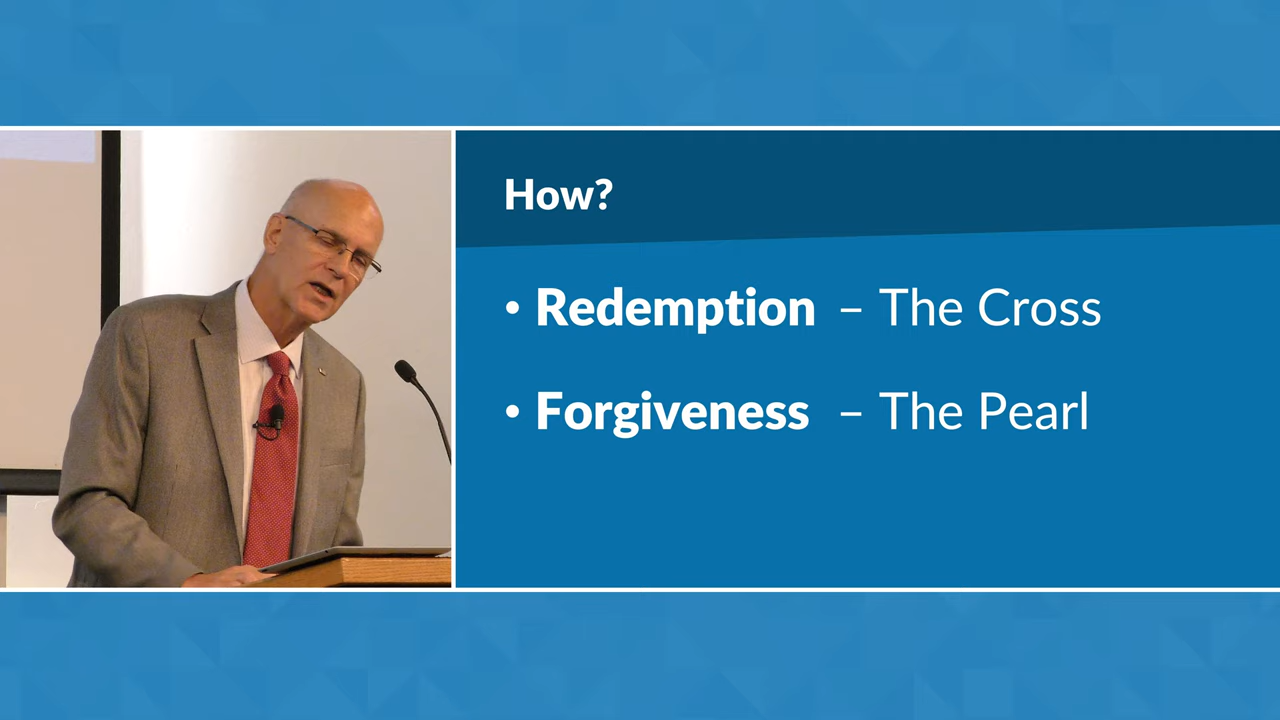 How?
• Redemption – The Cross
• Forgiveness – The Pearl